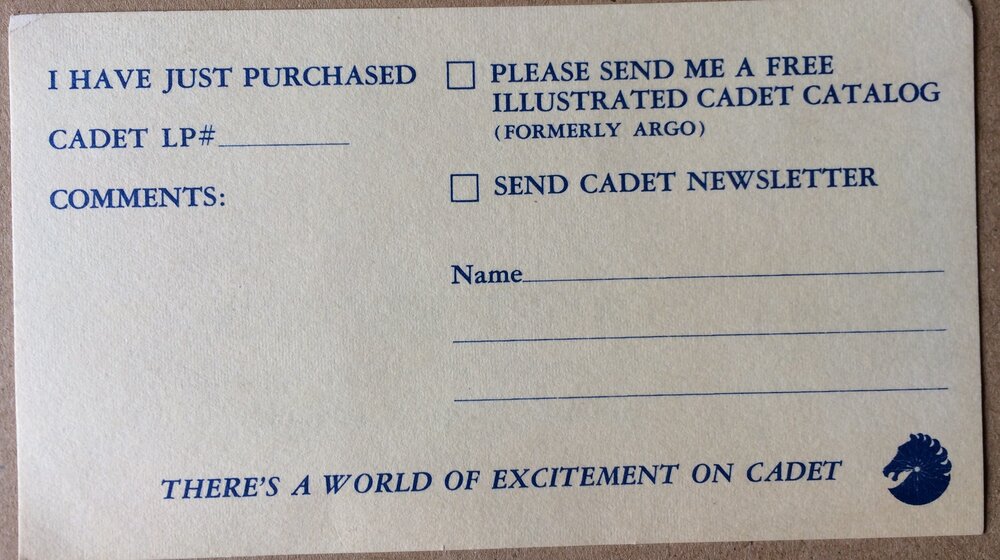 I HAVE JUST PURCHASED
CADET LP#
COMMENTS:
PLEASE SEND ME A FREE
ILLUSTRATED CADET CATALOG
(FORMERLY ARGO)
SEND CADET NEWSLETTER
Name
THERE'S A WORLD OF EXCITEMENT ON CADET